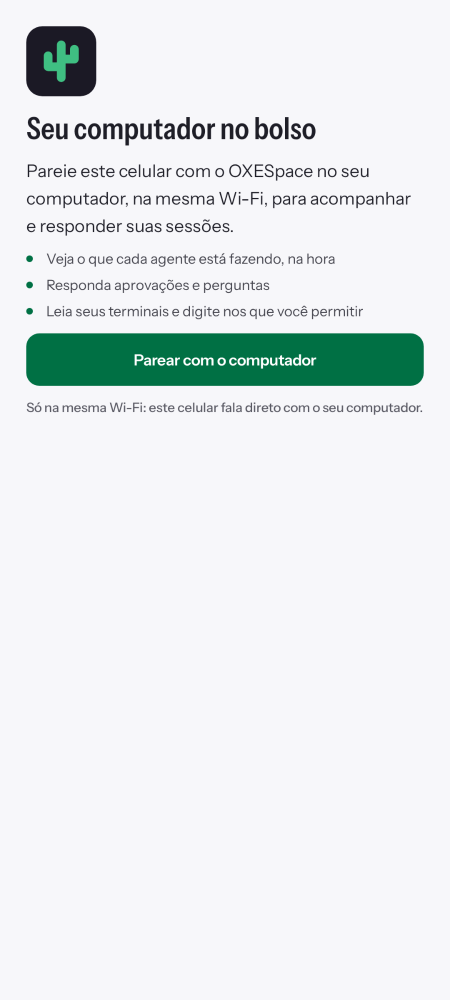 Seu computador no bolso
Pareie este celular com o OXESpace no seu
computador, na mesma Wi-Fi, para acompanhar
e responder suas sessões.
Veja o que cada agente está fazendo, na hora
Responda aprovações e perguntas
Leia seus terminais e digite nos que você permitir
Parear com o computador
Só na mesma Wi-Fi: este celular fala direto com o seu computador.